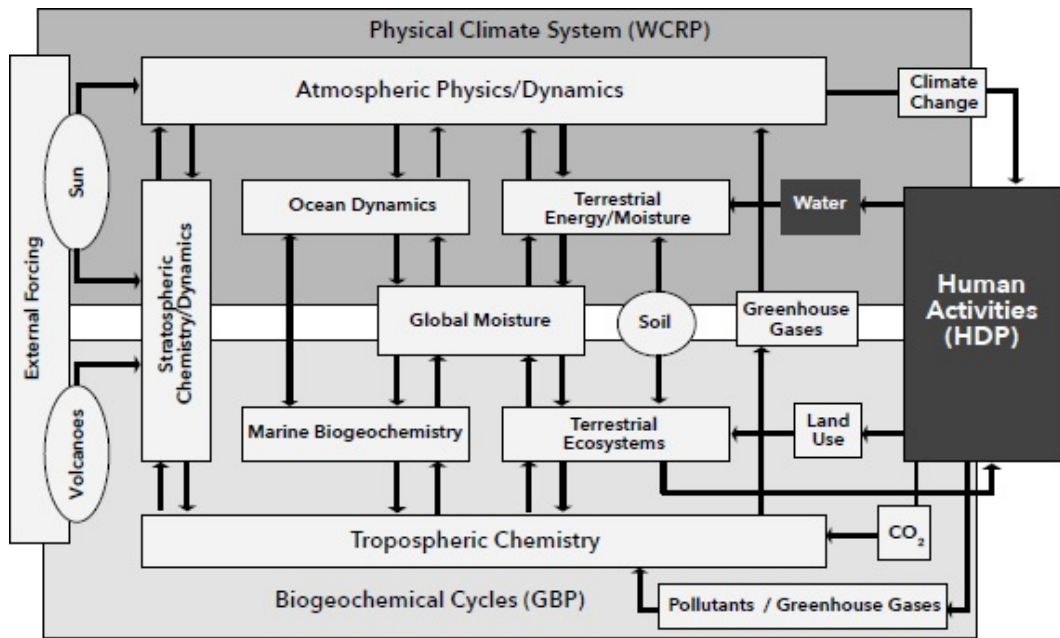 Physical Climate System (WCRP)
Atmospheric Physics/Dynamics
Climate
Change
External Forcing
Sun
Volcanoes
Stratospheric
Chemistry/Dynamics
Ocean Dynamics
Terrestrial
Energy/Moisture
Water
Human
Activities
(HDP)
Global Moisture
Soil
Greenhouse
Gases
Marine Biogeochemistry
Terrestrial
Ecosystems
Land
Use
Tropospheric Chemistry
CO₂
Biogeochemical Cycles (GBP)
Pollutants / Greenhouse Gases